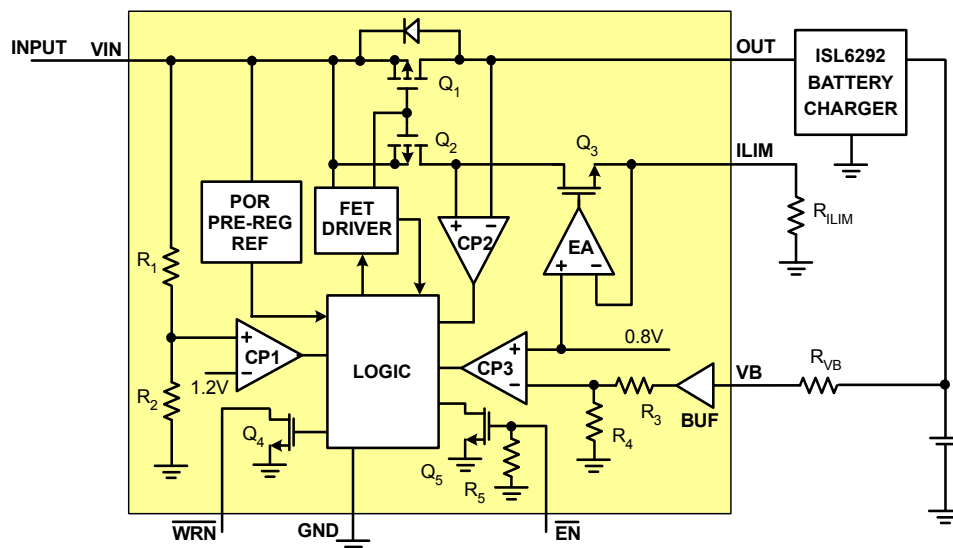 INPUT
VIN
OUT
ISL6292
BATTERY
CHARGER
Q1
Q2
Q3
ILIM
POR
PRE-REG
REF
FET
DRIVER
+
−
CP2
EA
+
−
RILIM
R1
+
CP1
−
1.2V
R2
LOGIC
+
CP3
−
0.8V
VB
RVB
R3
BUF
R4
Q4
Q5
R5
WRN
GND
EN